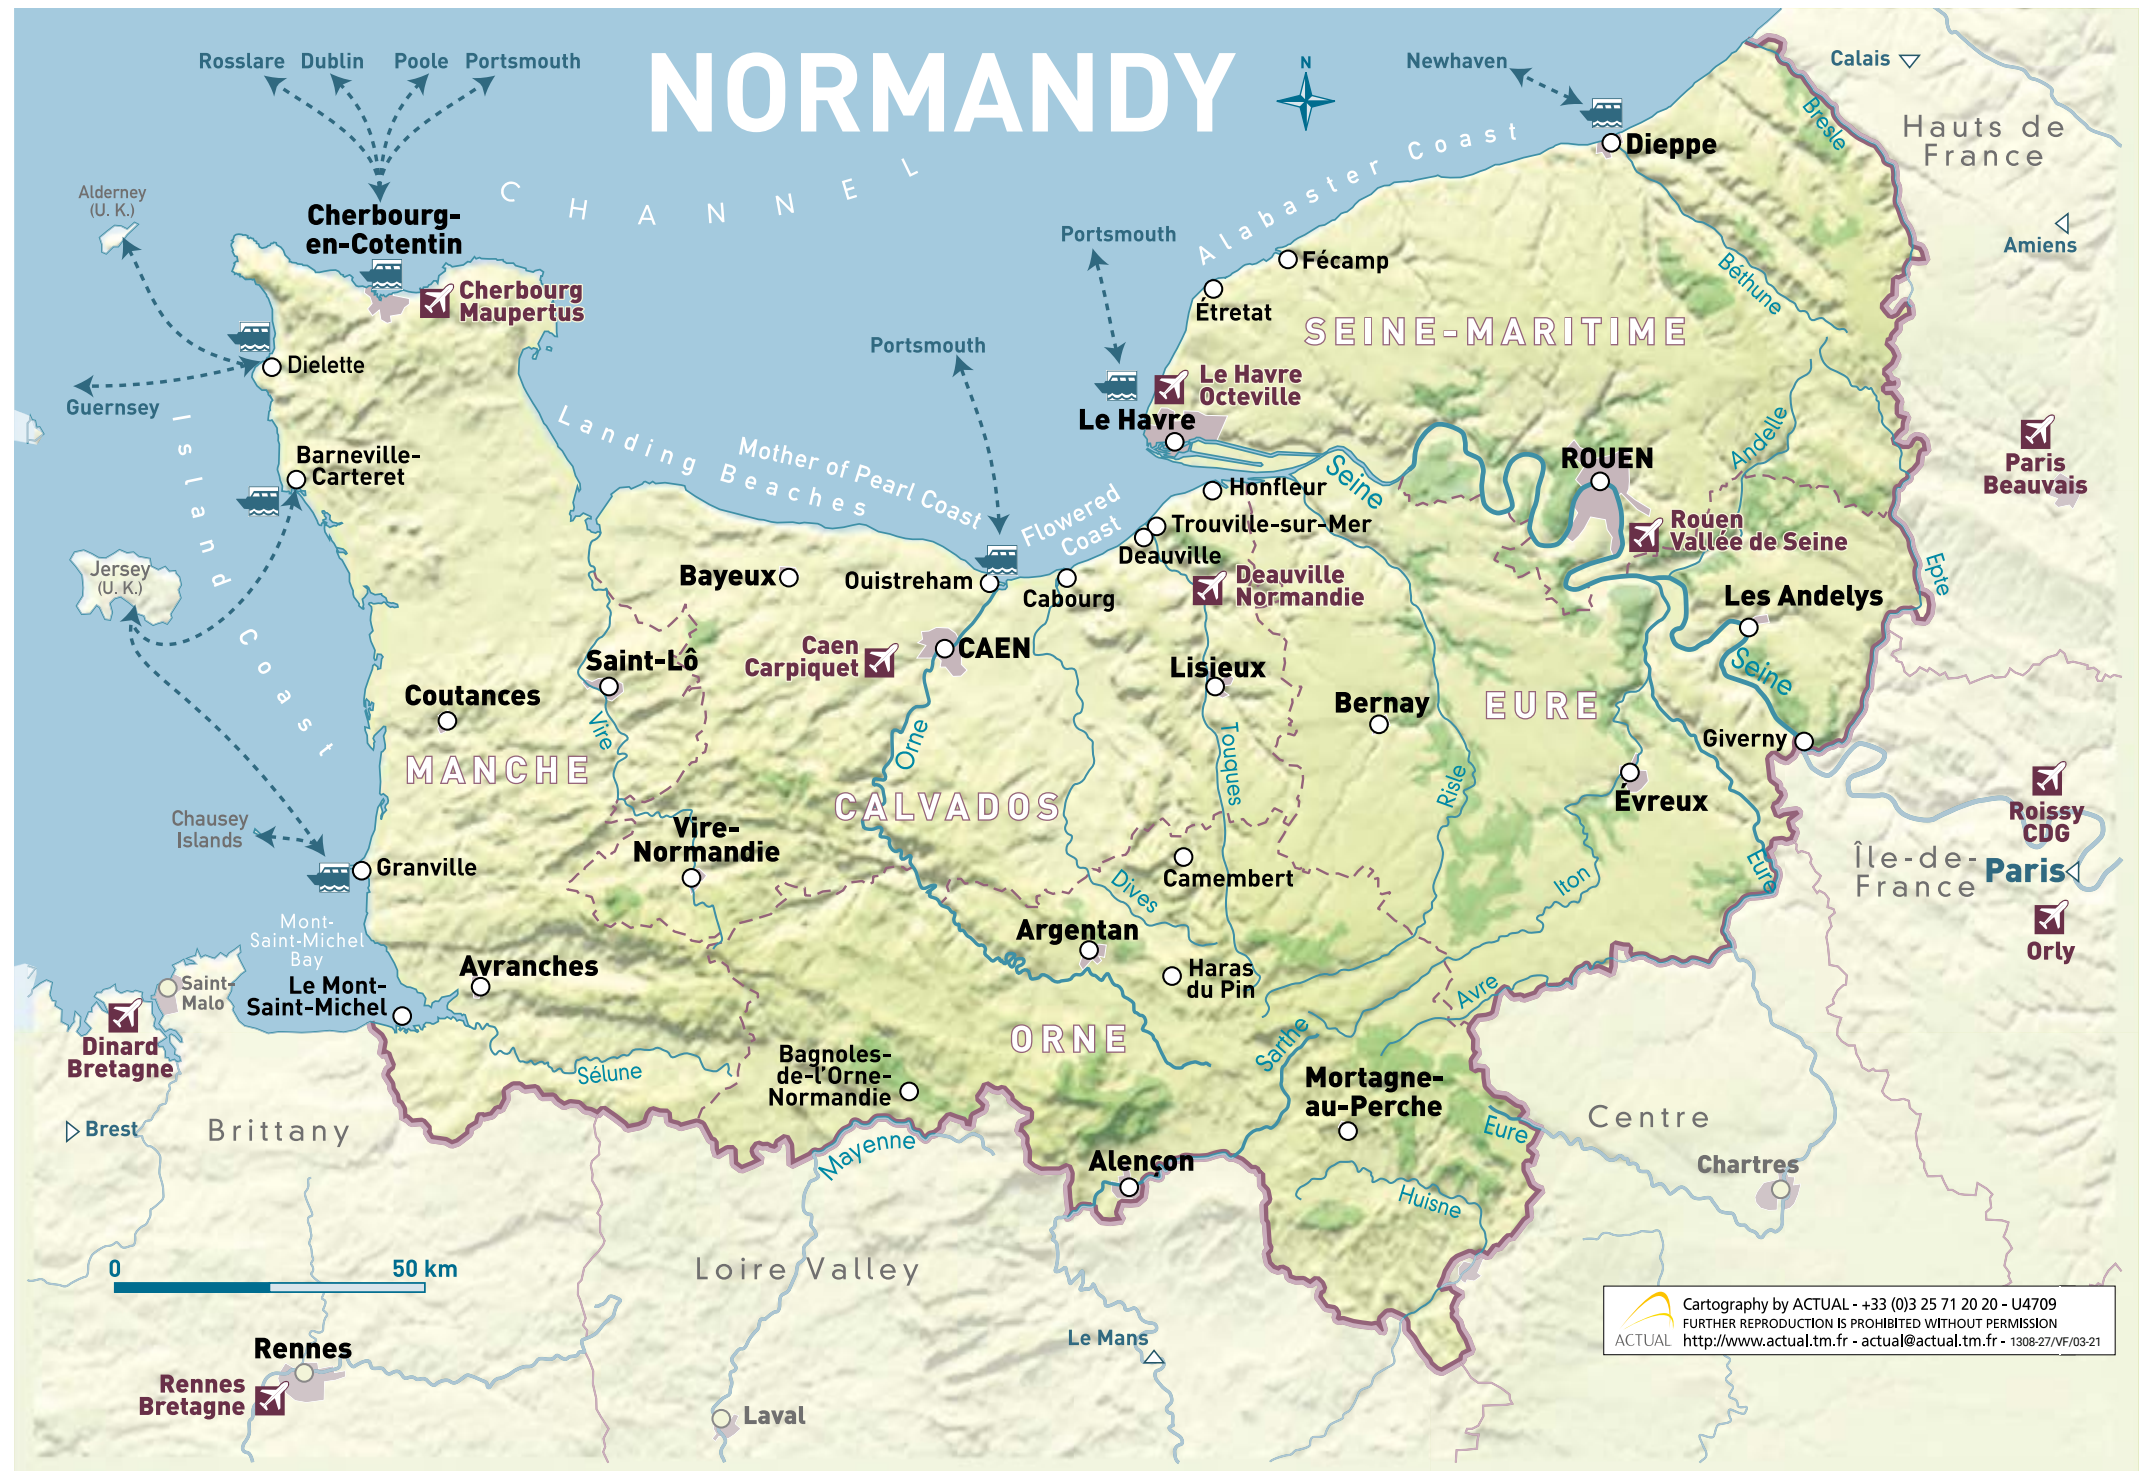 NORMANDY
Rosslare
Dublin
Poole
Portsmouth
N
Newhaven
Calais
Hauts de
France
Bresle
Dieppe
CHANNEL
Alabaster Coast
Alderney
(U. K.)
Cherbourg-
en-Cotentin
Cherbourg
Maupertus
Portsmouth
Amiens
Fécamp
Béthune
Étretat
SEINE-MARITIME
Portsmouth
Dielette
Guernsey
Le Havre
Octeville
Le Havre
Island Coast
Landing Beaches
Mother of Pearl Coast
Andelle
Barneville-
Carteret
Seine
ROUEN
Paris
Beauvais
Honfleur
Flowered
Coast
Trouville-sur-Mer
Deauville
Rouen
Vallée de Seine
Epte
Jersey
(U. K.)
Bayeux
Ouistreham
Cabourg
Deauville
Normandie
Les Andelys
Caen
Carpiquet
CAEN
Saint-Lô
Lisieux
Seine
Coutances
Bernay
EURE
Vire
Orne
Touques
Giverny
MANCHE
Risle
Évreux
CALVADOS
Roissy
CDG
Chausey
Islands
Vire-
Normandie
Granville
Camembert
Dives
Iton
Eure
Île-de-
France
Paris
Mont-
Saint-Michel
Bay
Argentan
Orly
Avranches
Haras
du Pin
Saint-
Malo
Le Mont-
Saint-Michel
Avre
Dinard
Bretagne
ORNE
Sarthe
Sélune
Bagnoles-
de-l'Orne-
Normandie
Mortagne-
au-Perche
Brest
Brittany
Mayenne
Eure
Centre
Alençon
Chartres
Huisne
0
50 km
Loire Valley
Le Mans
Rennes
Rennes
Bretagne
Laval
ACTUAL
Cartography by ACTUAL - +33 (0)3 25 71 20 20 - U4709
FURTHER REPRODUCTION IS PROHIBITED WITHOUT PERMISSION
http://www.actual.tm.fr - actual@actual.tm.fr - 1308-27/VF/03-21